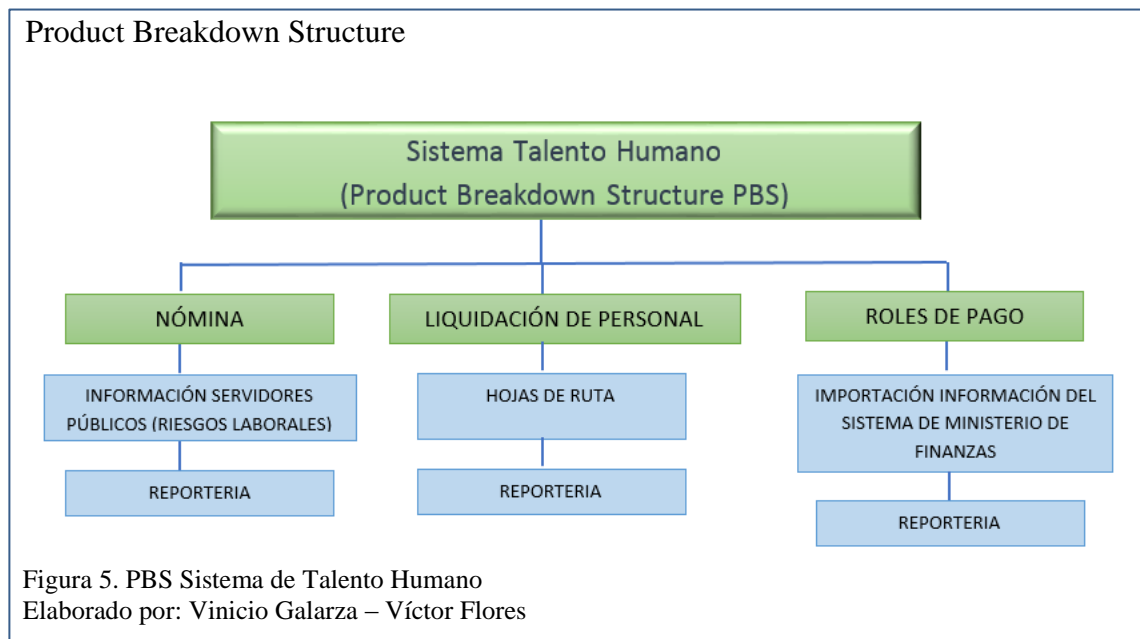 Product Breakdown Structure
Sistema Talento Humano
(Product Breakdown Structure PBS)
NÓMINA
LIQUIDACIÓN DE PERSONAL
ROLES DE PAGO
INFORMACIÓN SERVIDORES
PÚBLICOS (RIESGOS LABORALES)
HOJAS DE RUTA
IMPORTACIÓN INFORMACIÓN DEL
SISTEMA DE MINISTERIO DE
FINANZAS
REPORTERIA
REPORTERIA
REPORTERIA
Figura 5. PBS Sistema de Talento Humano
Elaborado por: Vinicio Galarza – Víctor Flores